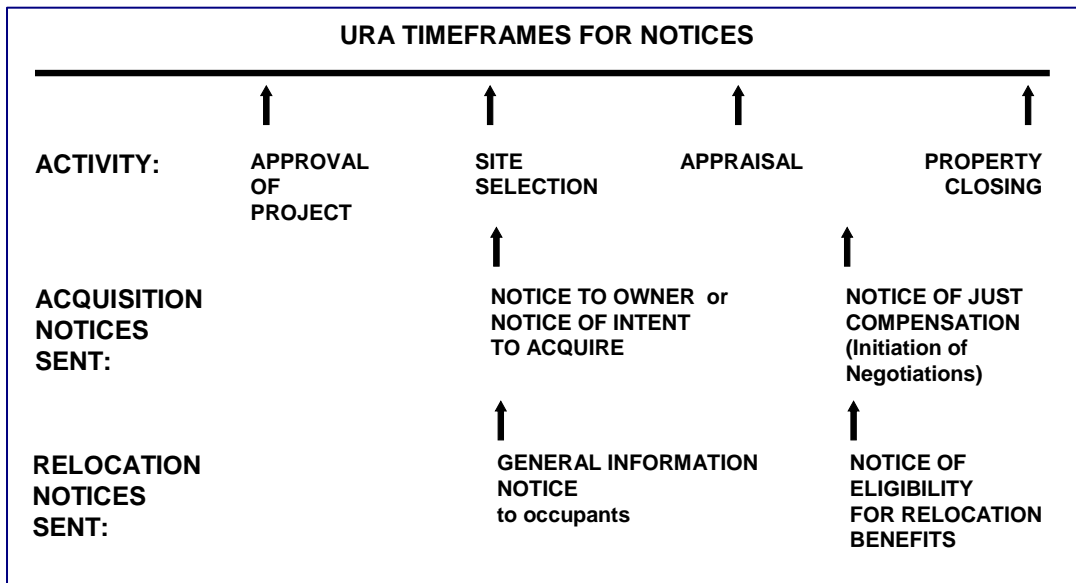 URA TIMEFRAMES FOR NOTICES
ACTIVITY:
APPROVAL
OF
PROJECT
SITE
SELECTION
APPRAISAL
PROPERTY
CLOSING
ACQUISITION
NOTICES
SENT:
NOTICE TO OWNER or
NOTICE OF INTENT
TO ACQUIRE
NOTICE OF JUST
COMPENSATION
(Initiation of
Negotiations)
RELOCATION
NOTICES
SENT:
GENERAL INFORMATION
NOTICE
to occupants
NOTICE OF
ELIGIBILITY
FOR RELOCATION
BENEFITS